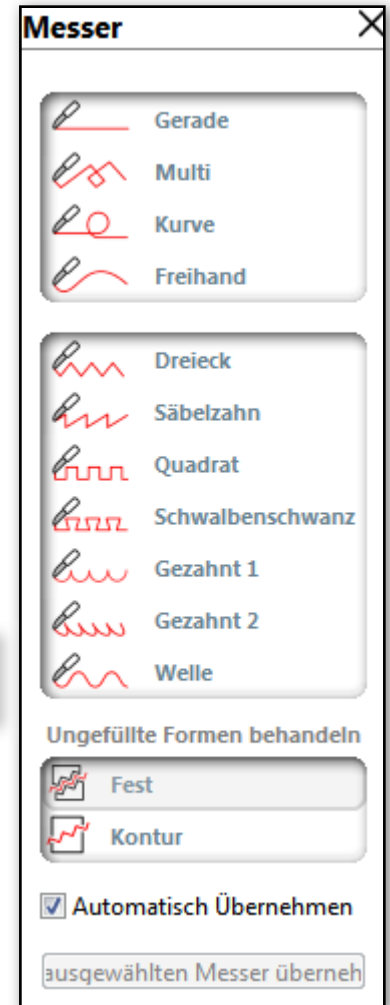 Messer
Gerade
Multi
Kurve
Freihand
Dreieck
Säbelzahn
Quadrat
Schwalbenschwanz
Gezahnt 1
Gezahnt 2
Welle
Ungefüllte Formen behandeln
Fest
Kontur
Automatisch Übernehmen
ausgewählten Messer überneh